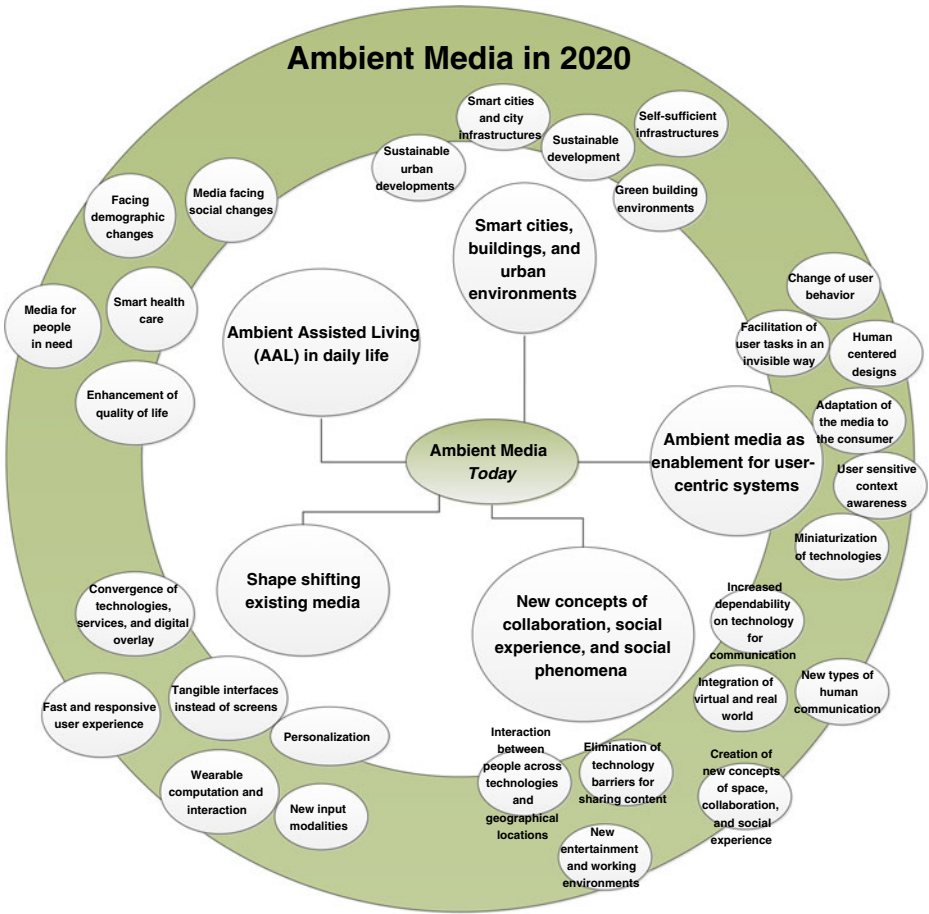 Ambient Media in 2020
Smart cities
and city
infrastructures
Self-sufficient
infrastructures
Sustainable
development
Sustainable
urban
developments
Green building
environments
Media facing
social changes
Facing
demographic
changes
Smart cities,
buildings, and
urban
environments
Smart health
care
Media for
people
in need
Enhancement of
quality of life
Ambient Assisted Living
(AAL) in daily life
Change of user
behavior
Facilitation of
user tasks in an
invisible way
Human
centered
designs
Adaptation of
the media to
the consumer
Ambient media as
enablement for user-
centric systems
User sensitive
context
awareness
Miniaturization
of technologies
Ambient Media
Today
Shape shifting
existing media
New concepts of
collaboration, social
experience, and social
phenomena
Increased
dependability
on technology
for
communication
Integration of
virtual and real
world
New types of
human
communication
Convergence of
technologies,
services, and digital
overlay
Tangible interfaces
instead of screens
Fast and responsive
user experience
Personalization
Wearable
computation and
interaction
New input
modalities
Interaction
between
people across
technologies
and
geographical
locations
Elimination of
technology
barriers for
sharing content
Creation of
new concepts
of space,
collaboration,
and social
experience
New
entertainment
and working
environments